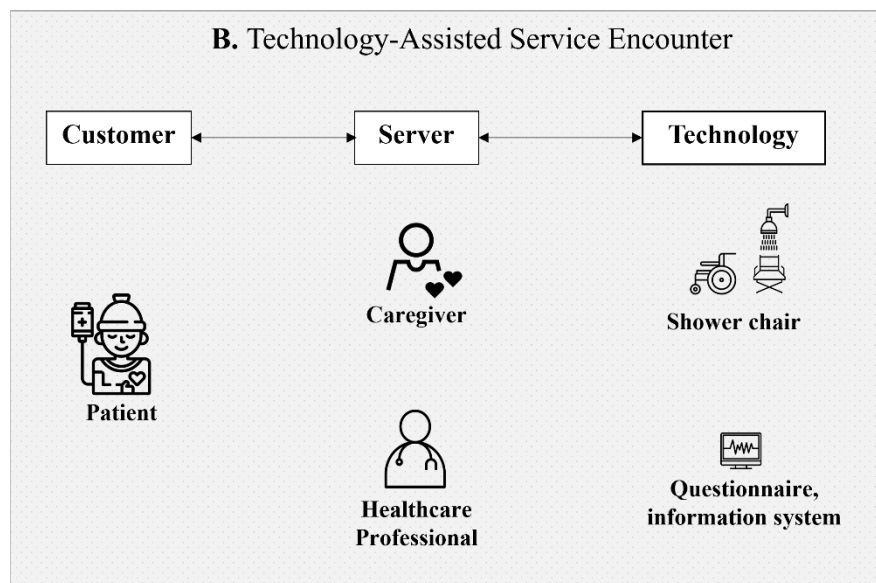 B. Technology-Assisted Service Encounter
Customer
Server
Technology
Caregiver
Shower chair
Patient
Healthcare
Professional
Questionnaire,
information system